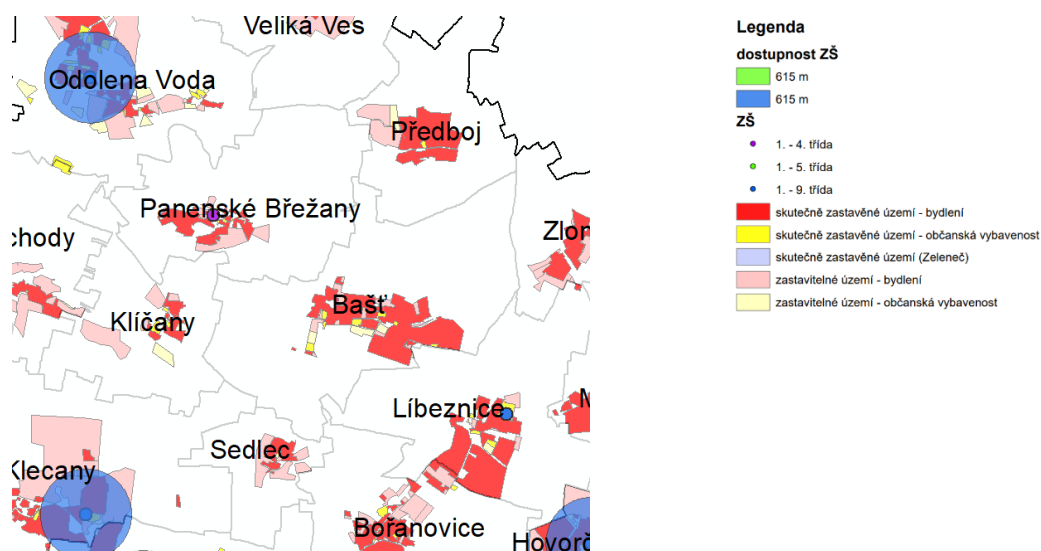 Veliká Ves
Odolena Voda
Předboj
Panenské Břežany
Zlon
chody
Bašť
Klíčany
Líbeznice
M
Sedlec
Klecany
Bořanovice
Hovorč
Legenda
dostupnost ZŠ
615 m
615 m
ZŠ
1. - 4. třída
1. - 5. třída
1. - 9. třída
skutečně zastavěné území - bydlení
skutečně zastavěné území - občanská vybavenost
skutečně zastavěné území (Zeleneč)
zastavitelné území - bydlení
zastavitelné území - občanská vybavenost